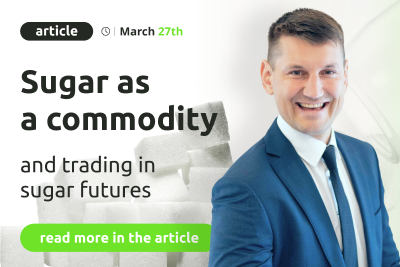 article
March 27th
Sugar as
a commodity
and trading in
sugar futures
read more in the article